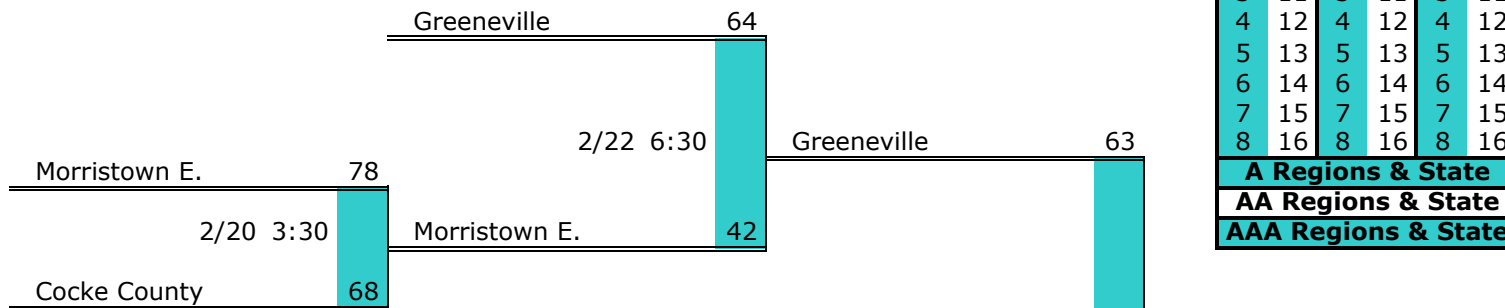 Greeneville 64
4 12 4 12 4 12
5 13 5 13 5 13
6 14 6 14 6 14
7 15 7 15 7 15
2/22 6:30 Greeneville 63
8 16 8 16 8 16
Morristown E. 78
A Regions & State
AA Regions & State
2/20 3:30 Morristown E. 42
AAA Regions & State
Cocke County 68